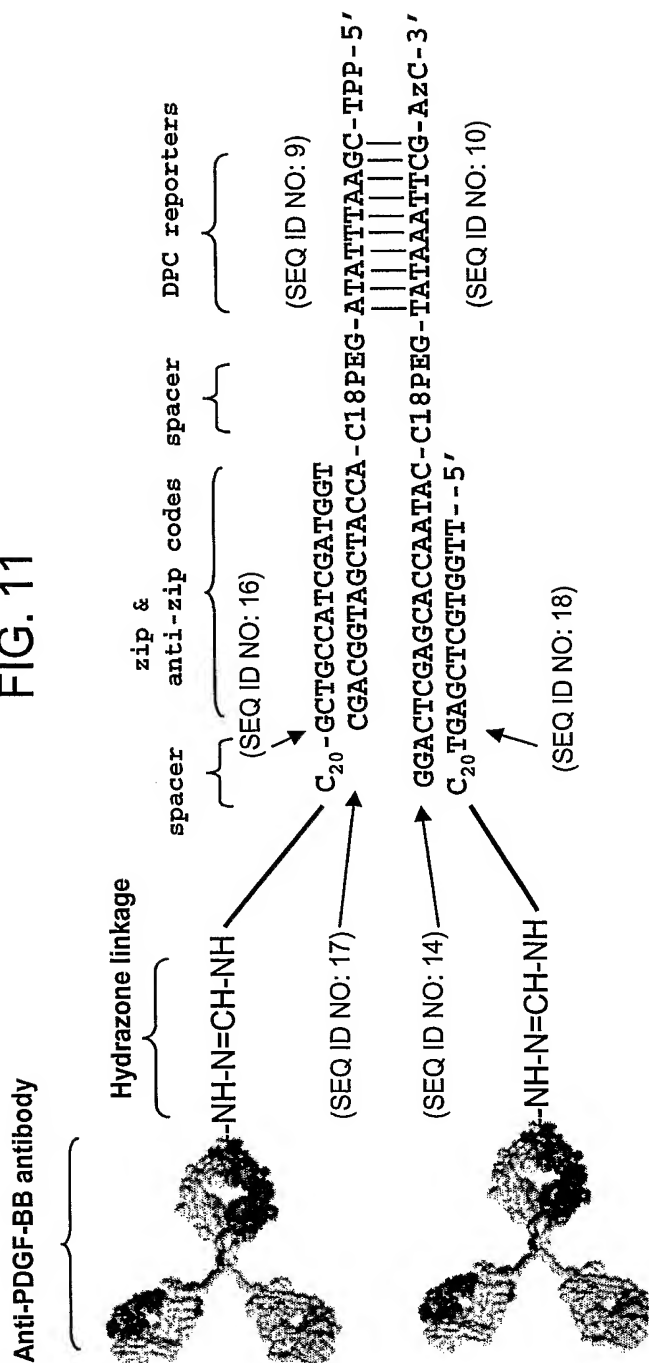 FIG. 11
Anti-PDGF-BB antibody
Hydrazone linkage
spacer
zip &
anti-zip codes
spacer
DPC reporters
(SEQ ID NO: 16)
(SEQ ID NO: 9)
--NH-N=CH-NH
C20-GCTGCCATCGATGGT
CGACGGTAGCTACCA-C18PEG-ATATTTAAGC-TPP-5′
(SEQ ID NO: 17)
(SEQ ID NO: 14)
GGACTCGAGCACCAATAC-C18PEG-TATAAATTCG-AzC-3′
C20TGAGCTCGTGGTT--5′
--NH-N=CH-NH
(SEQ ID NO: 18)
(SEQ ID NO: 10)